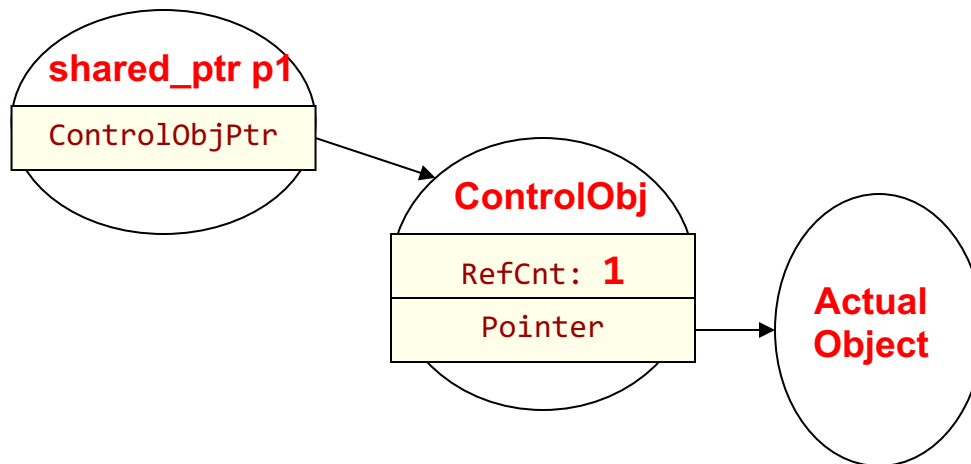 shared_ptr p1
ControlObjPtr
ControlObj
RefCnt: 1
Pointer
Actual
Object